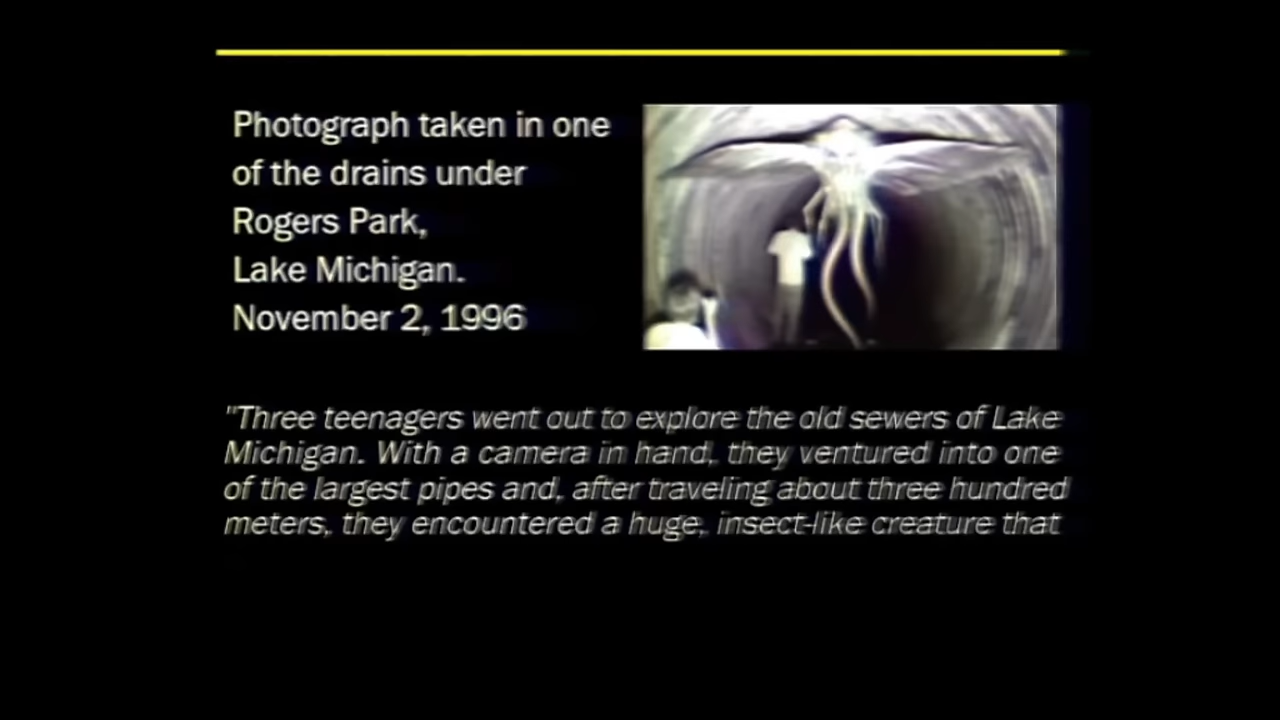 Photograph taken in one
of the drains under
Rogers Park,
Lake Michigan.
November 2, 1996
"Three teenagers went out to explore the old sewers of Lake
Michigan. With a camera in hand, they ventured into one
of the largest pipes and, after traveling about three hundred
meters, they encountered a huge, insect-like creature that